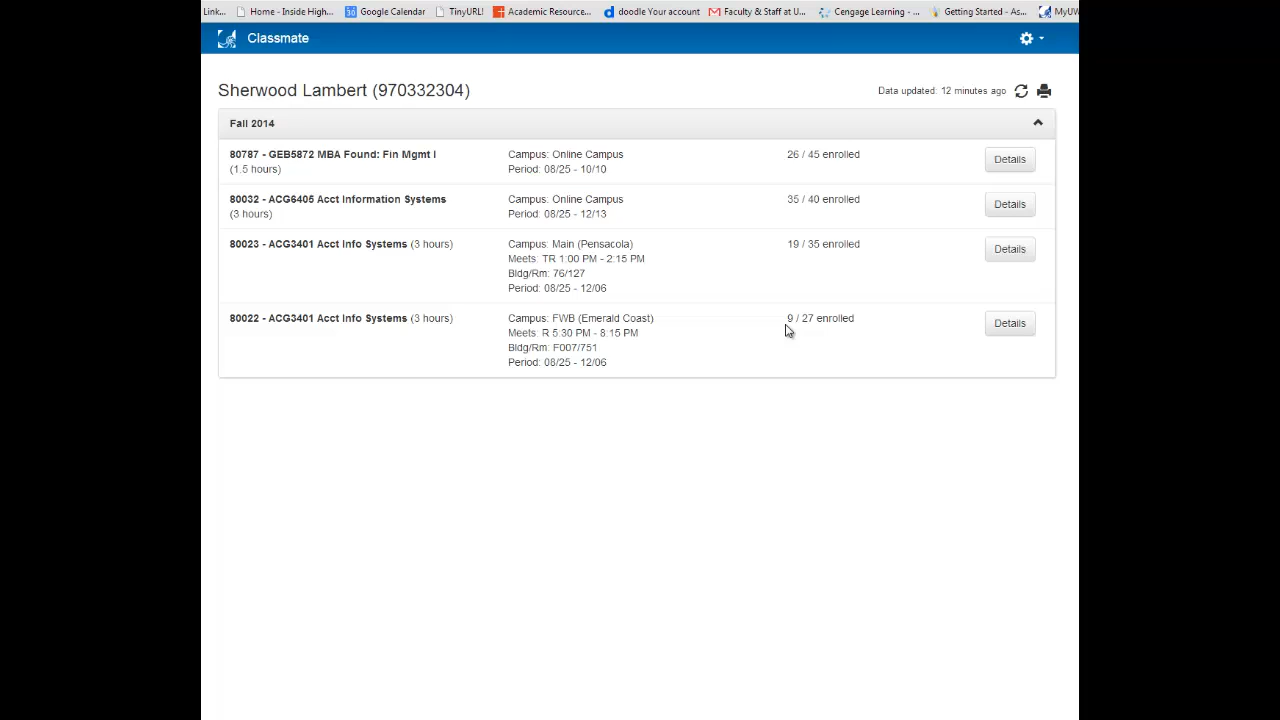 Link... Home - Inside High... Google Calendar TinyURL! Academic Resource... doodle Your account Faculty & Staff at U... Cengage Learning - ... Getting Started - As... MyUW
Classmate
Sherwood Lambert (970332304) Data updated: 12 minutes ago
Fall 2014
80787 - GEB5872 MBA Found: Fin Mgmt I Campus: Online Campus 26 / 45 enrolled Details
(1.5 hours) Period: 08/25 - 10/10
80032 - ACG6405 Acct Information Systems Campus: Online Campus 35 / 40 enrolled Details
(3 hours) Period: 08/25 - 12/13
80023 - ACG3401 Acct Info Systems (3 hours) Campus: Main (Pensacola) 19 / 35 enrolled Details
Meets: TR 1:00 PM - 2:15 PM
Bldg/Rm: 76/127
Period: 08/25 - 12/06
80022 - ACG3401 Acct Info Systems (3 hours) Campus: FWB (Emerald Coast) 9 / 27 enrolled Details
Meets: R 5:30 PM - 8:15 PM
Bldg/Rm: F007/751
Period: 08/25 - 12/06